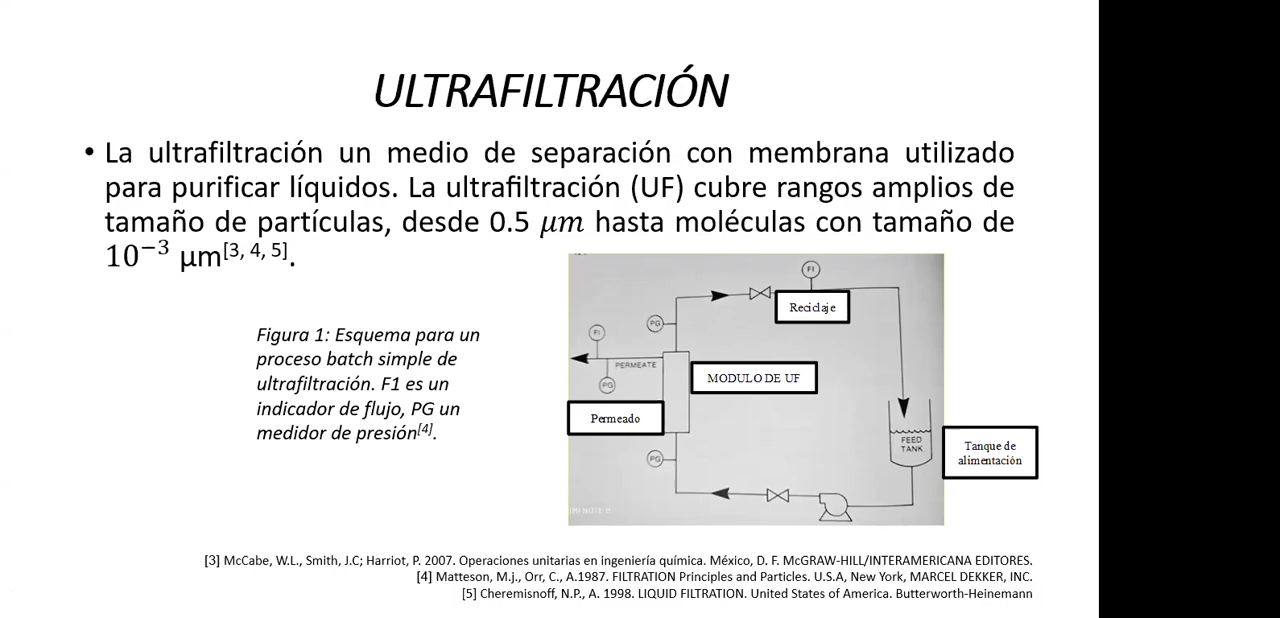 ULTRAFILTRACIÓN
• La ultrafiltración un medio de separación con membrana utilizado
para purificar líquidos. La ultrafiltración (UF) cubre rangos amplios de
tamaño de partículas, desde 0.5 μm hasta moléculas con tamaño de
10⁻³ μm[3, 4, 5].
Figura 1: Esquema para un
proceso batch simple de
ultrafiltración. F1 es un
indicador de flujo, PG un
medidor de presión[4].
FI
Reciclaje
PG
FI
PERMEATE
PG
MODULO DE UF
Permeado
FEED
TANK
Tanque de
alimentación
PG
[3] McCabe, W.L., Smith, J.C; Harriot, P. 2007. Operaciones unitarias en ingeniería química. México, D. F. McGRAW-HILL/INTERAMERICANA EDITORES.
[4] Matteson, M.j., Orr, C., A.1987. FILTRATION Principles and Particles. U.S.A, New York, MARCEL DEKKER, INC.
[5] Cheremisnoff, N.P., A. 1998. LIQUID FILTRATION. United States of America. Butterworth-Heinemann